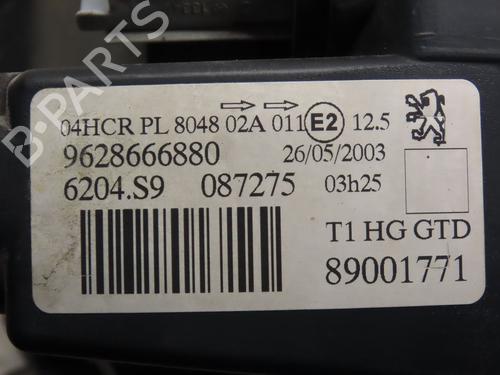 B-PARTS
04HCR PL 8048 02A 011 E2 12.5
9628666880 26/05/2003
6204.S9 087275 03h25
T1 HG GTD
89001771